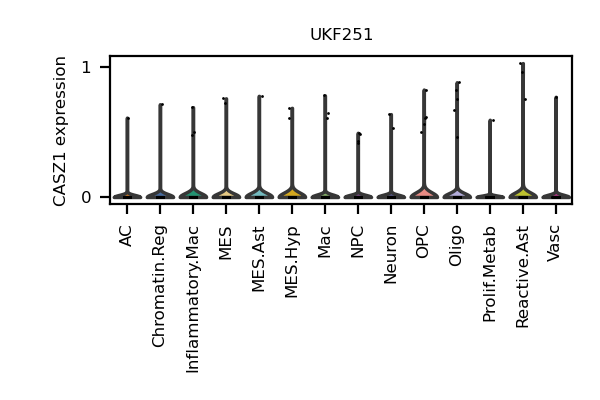 UKF251
CASZ1 expression
1
0
AC
Chromatin.Reg
Inflammatory.Mac
MES
MES.Ast
MES.Hyp
Mac
NPC
Neuron
OPC
Oligo
Prolif.Metab
Reactive.Ast
Vasc